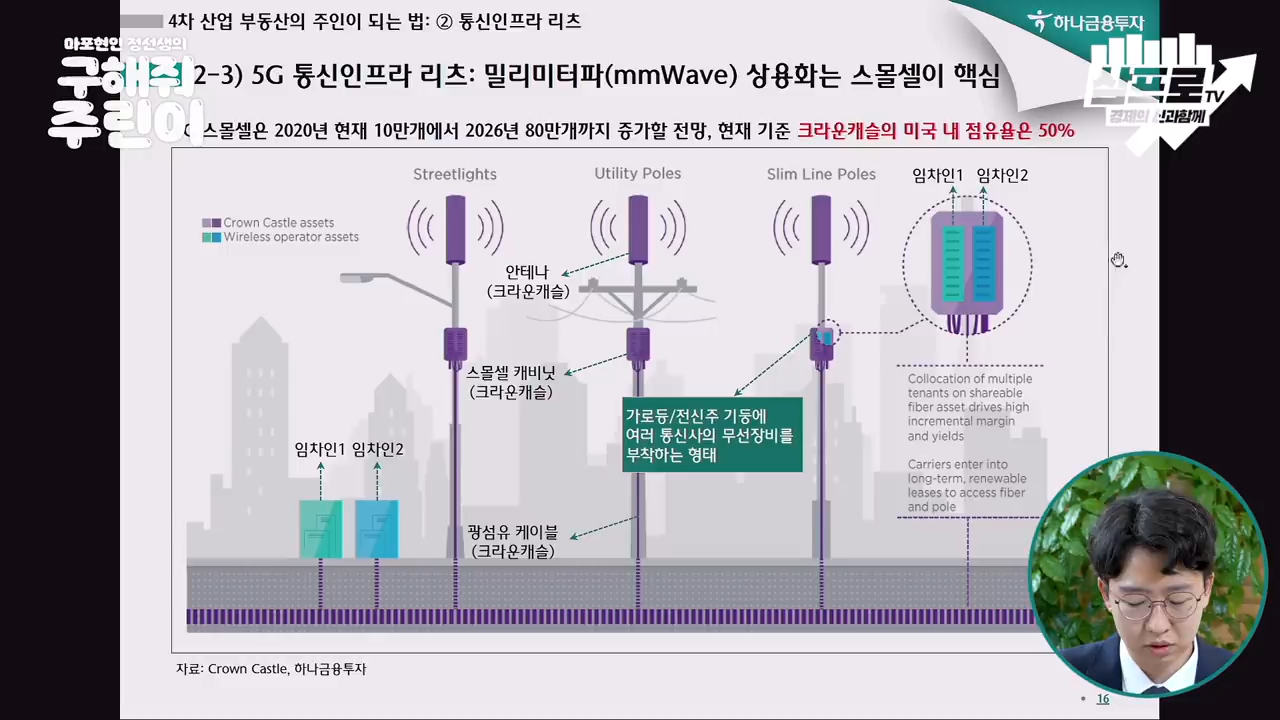 4차 산업 부동산의 주인이 되는 법: ② 통신인프라 리츠
하나금융투자
마포현인 정선생의
구해줘
주린이
삼프로TV
경제의 신과함께
2-3) 5G 통신인프라 리츠: 밀리미터파(mmWave) 상용화는 스몰셀이 핵심
스몰셀은 2020년 현재 10만개에서 2026년 80만개까지 증가할 전망, 현재 기준 크라운캐슬의 미국 내 점유율은 50%
Streetlights
Utility Poles
Slim Line Poles
임차인1 임차인2
Crown Castle assets
Wireless operator assets
안테나
(크라운캐슬)
스몰셀 캐비닛
(크라운캐슬)
가로등/전신주 기둥에
여러 통신사의 무선장비를
부착하는 형태
Collocation of multiple
tenants on shareable
fiber asset drives high
incremental margin
and yields
Carriers enter into
long-term, renewable
leases to access fiber
and pole
임차인1 임차인2
광섬유 케이블
(크라운캐슬)
자료: Crown Castle, 하나금융투자
16